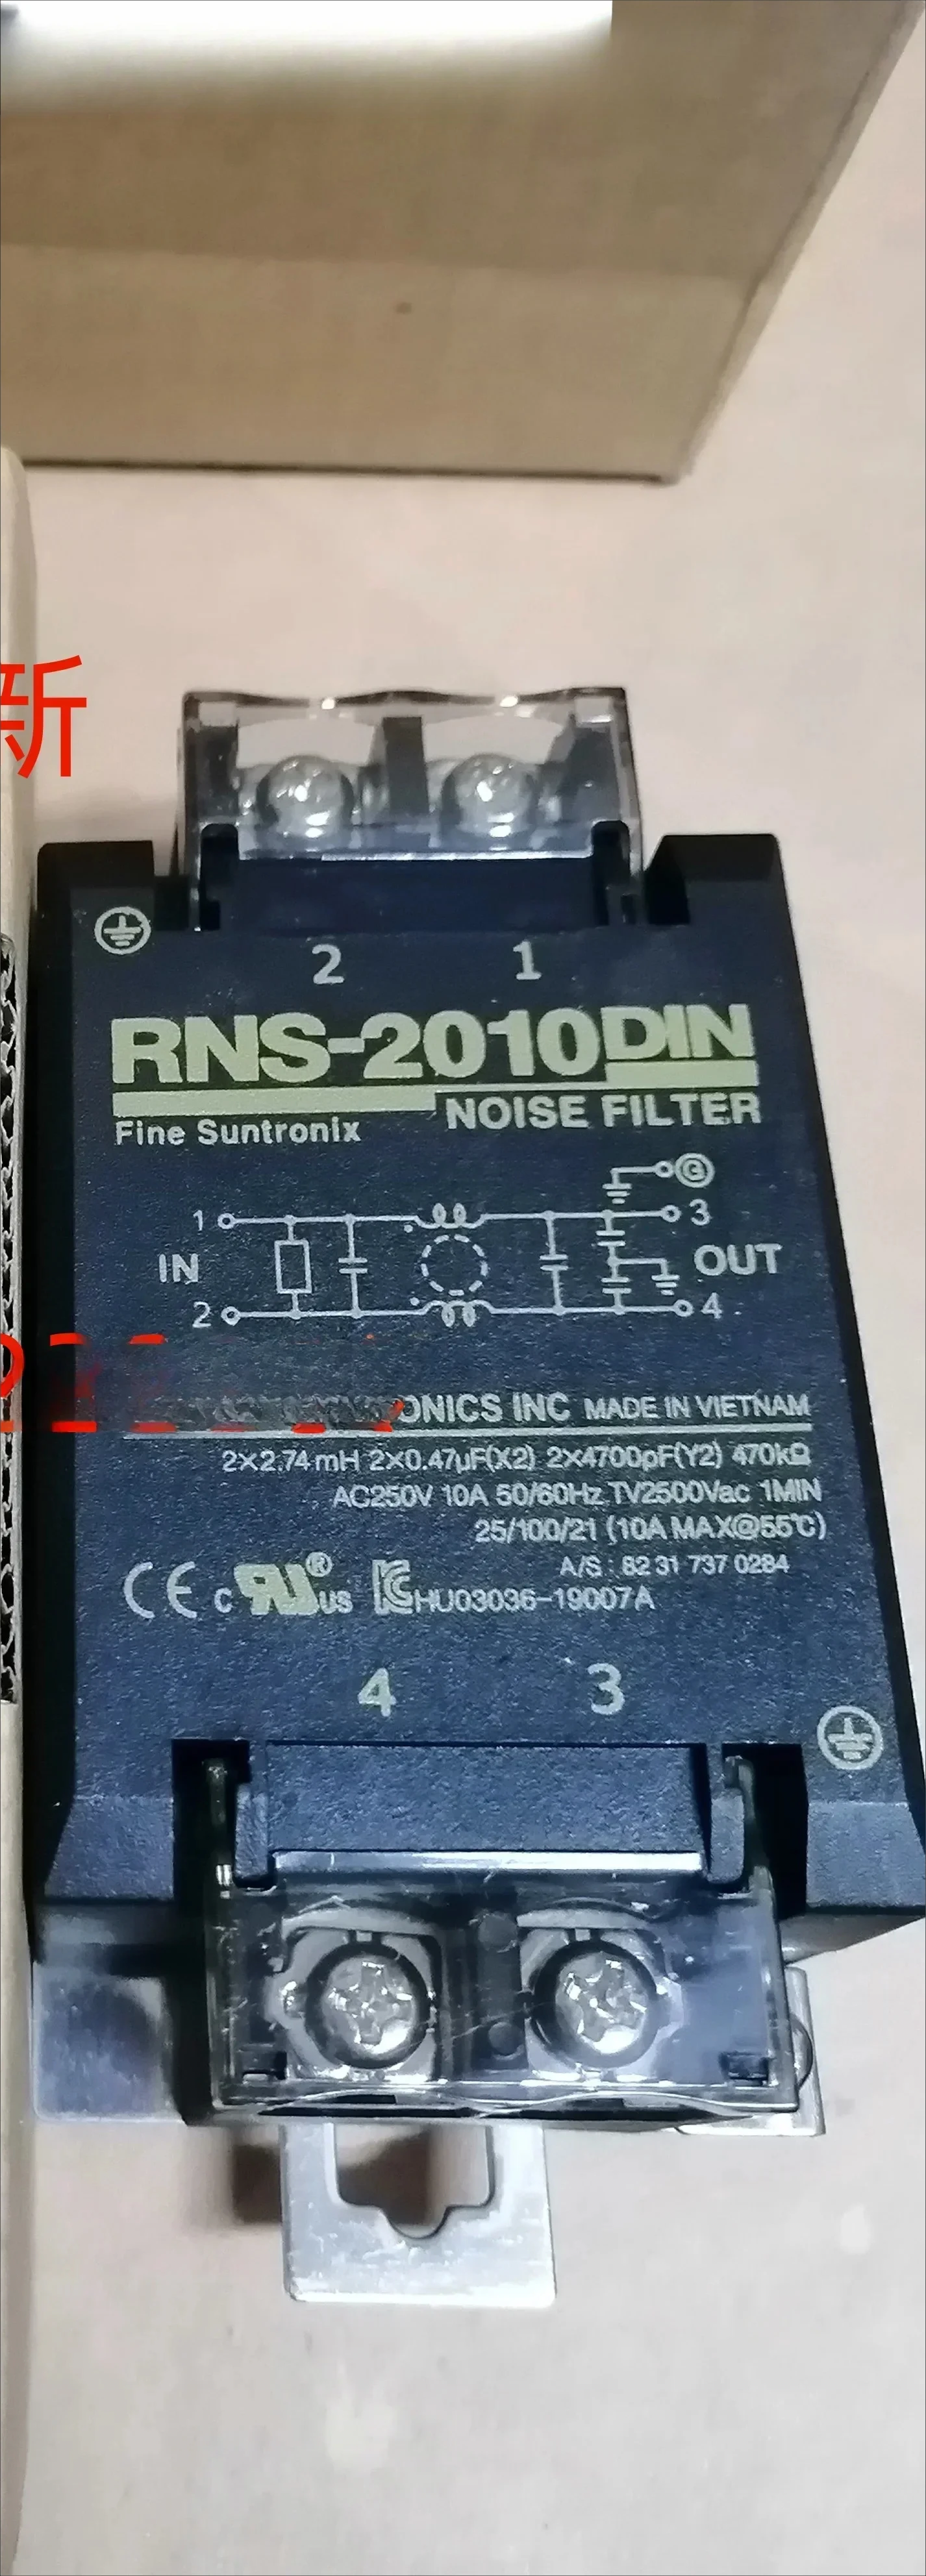 新
2 1
RNS-2010DIN
NOISE FILTER
Fine Suntronix
G
1 3
IN OUT
2 4
INC MADE IN VIETNAM
2×2.74mH 2×0.47µF(X2) 2×4700pF(Y2) 470kΩ
AC250V 10A 50/60Hz TV2500Vac 1MIN
25/100/21 (10A MAX@55℃)
A/S : 82 31 737 0284
CE c RU® US KC HU03036-19007A
4 3